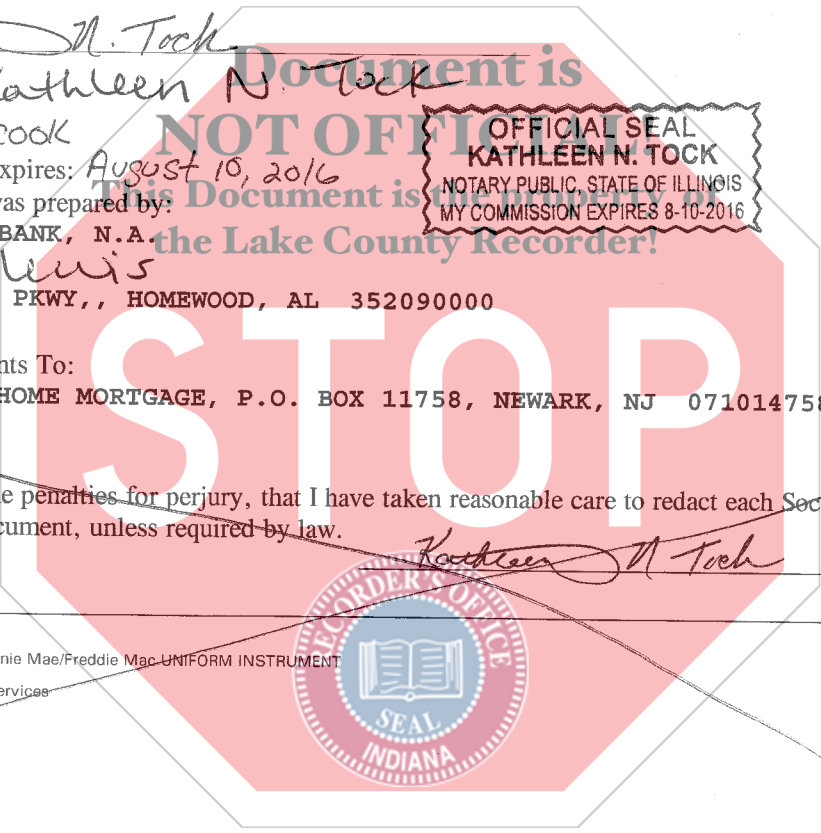 N. Tock
Kathleen N. Tock
Document is
NOT OFFICIAL!
This Document is the property of
the Lake County Recorder!
STOP
COOK
xpires: August 10, 2016
was prepared by:
BANK, N.A.
Lewis
PKWY,, HOMEWOOD, AL 352090000
OFFICIAL SEAL
KATHLEEN N. TOCK
NOTARY PUBLIC, STATE OF ILLINOIS
MY COMMISSION EXPIRES 8-10-2016
nts To:
HOME MORTGAGE, P.O. BOX 11758, NEWARK, NJ 071014758
e penalties for perjury, that I have taken reasonable care to redact each Soc
cument, unless required by law.
Kathleen N Tock
nie Mae/Freddie Mac UNIFORM INSTRUMENT
ervices
RECORDER'S OFFICE
SEAL
INDIANA